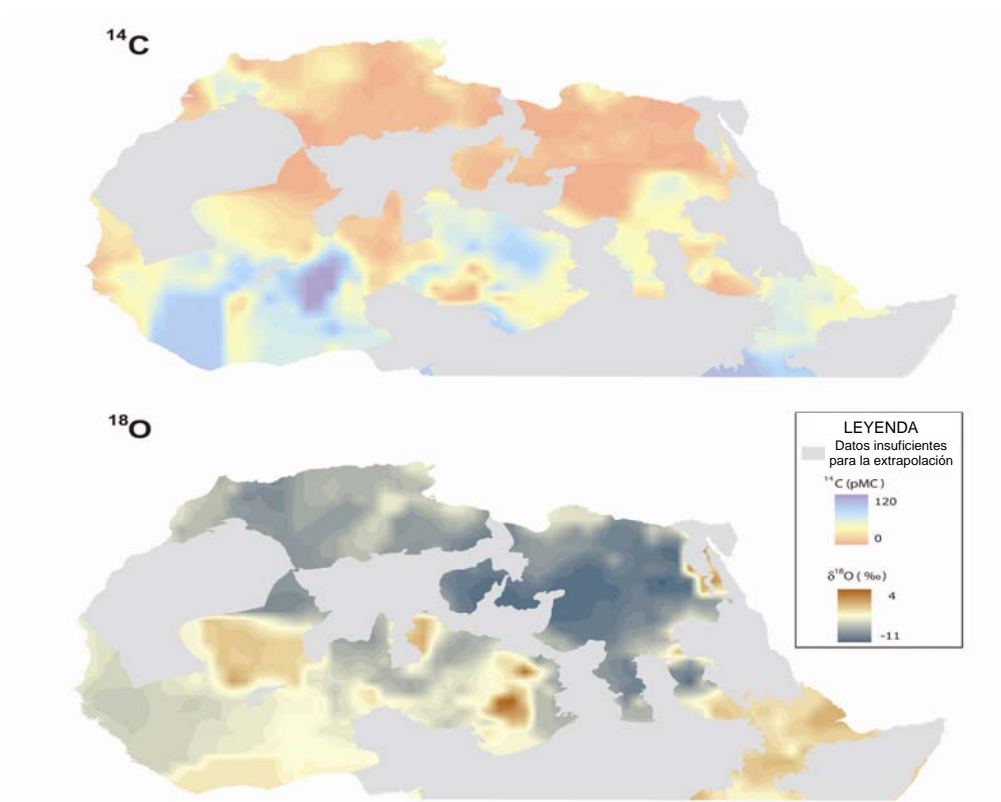 ¹⁴C
¹⁸O
LEYENDA
Datos insuficientes
para la extrapolación
¹⁴C (pMC)
120
0
δ¹⁸O (‰)
4
-11